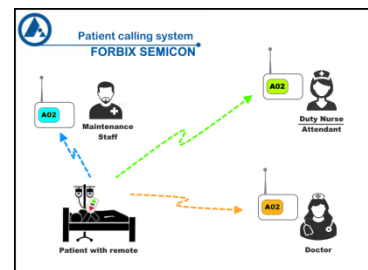 Patient calling system
FORBIX SEMICON
A02
Maintenance
Staff
A02
Duty Nurse
Attendant
A02
Doctor
Patient with remote